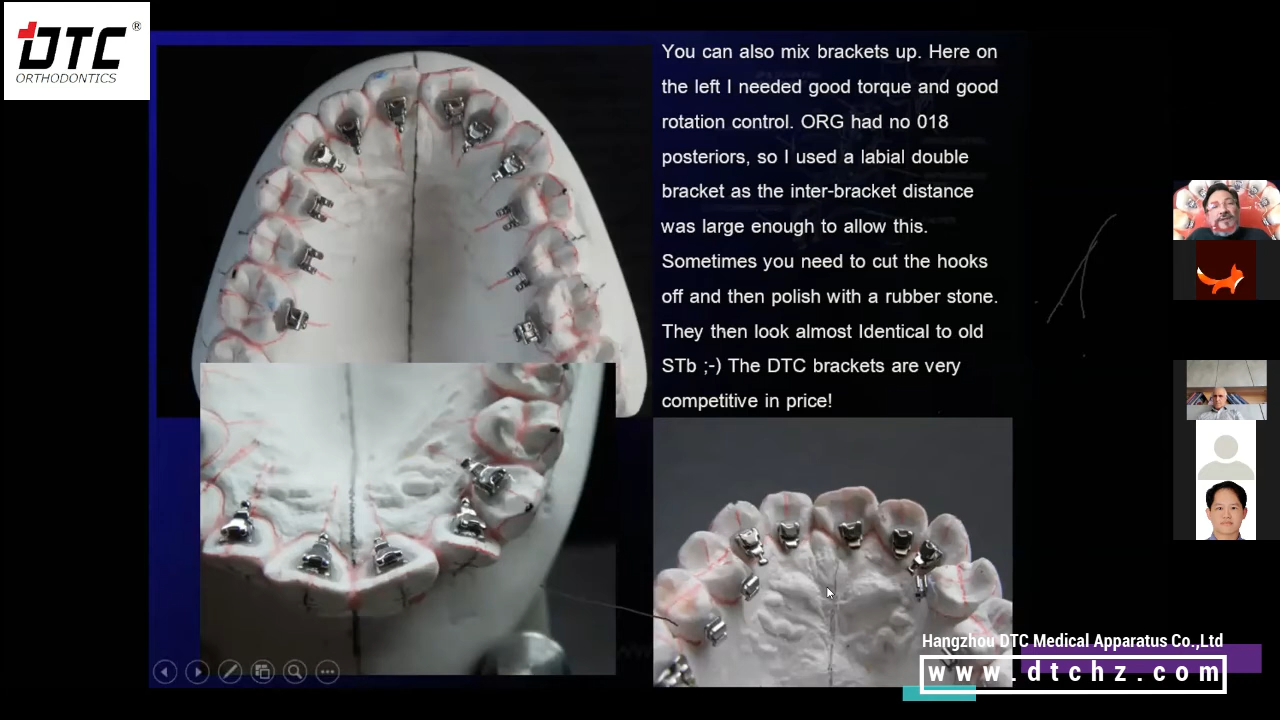 DTC®
ORTHODONTICS
You can also mix brackets up. Here on
the left I needed good torque and good
rotation control. ORG had no 018
posteriors, so I used a labial double
bracket as the inter-bracket distance
was large enough to allow this.
Sometimes you need to cut the hooks
off and then polish with a rubber stone.
They then look almost Identical to old
STb ;-) The DTC brackets are very
competitive in price!
Hangzhou DTC Medical Apparatus Co.,Ltd
www.dtchz.com